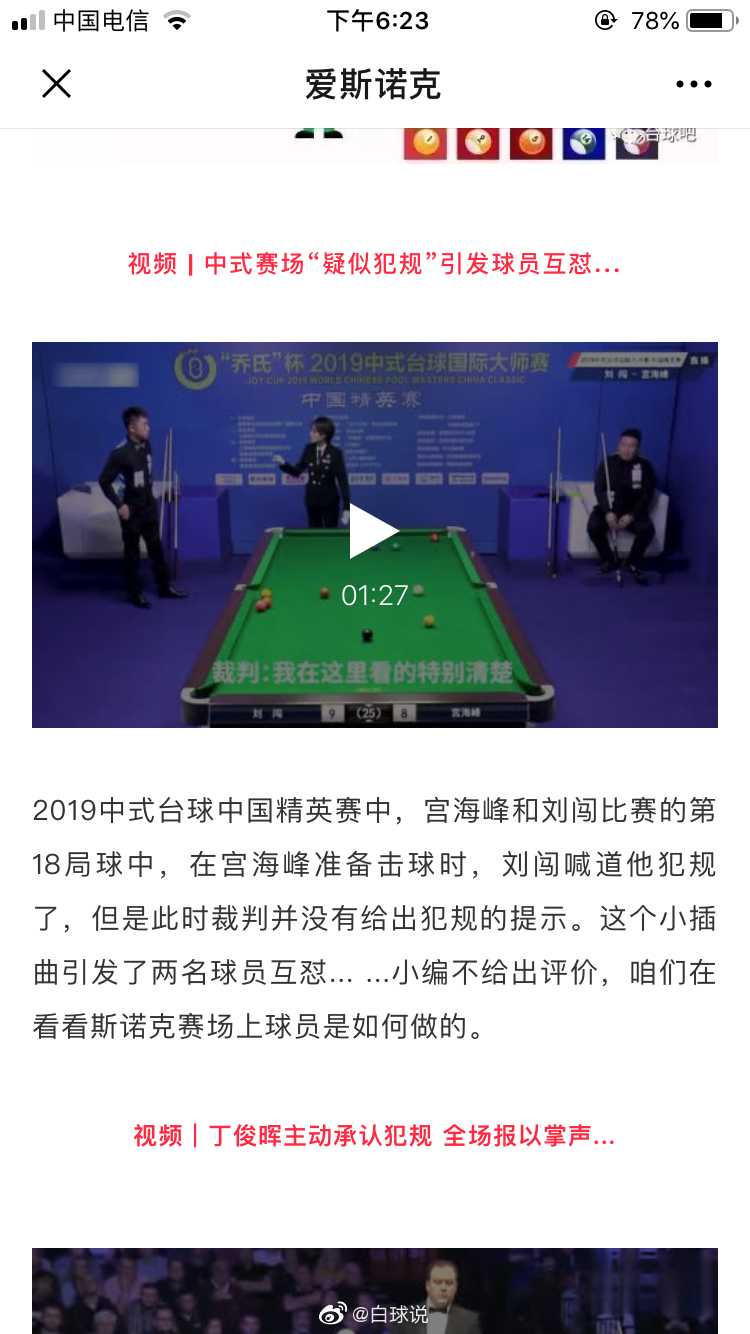 中国电信
下午6:23
78%
爱斯诺克
台球吧
视频 | 中式赛场“疑似犯规”引发球员互怼...
“乔氏”杯 2019中式台球国际大师赛
JOY CUP 2019 WORLD CHINESE POOL MASTERS CHINA CLASSIC
中国精英赛
直播
刘闯 - 宫海峰
01:27
裁判:我在这里看的特别清楚
刘闯 9 (25) 8 宫海峰
2019中式台球中国精英赛中，宫海峰和刘闯比赛的第
18局球中，在宫海峰准备击球时，刘闯喊道他犯规
了，但是此时裁判并没有给出犯规的提示。这个小插
曲引发了两名球员互怼... ...小编不给出评价，咱们在
看看斯诺克赛场上球员是如何做的。
视频 | 丁俊晖主动承认犯规 全场报以掌声...
@白球说